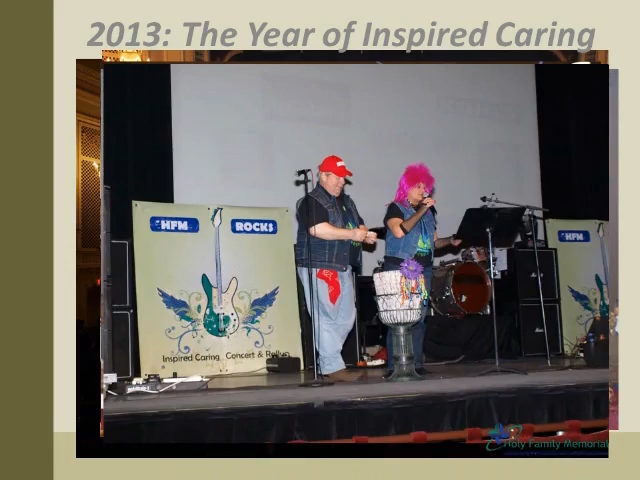 2013: The Year of Inspired Caring
HFM
ROCKS
HFM
Inspired Caring Concert & Rally
Holy Family Memorial